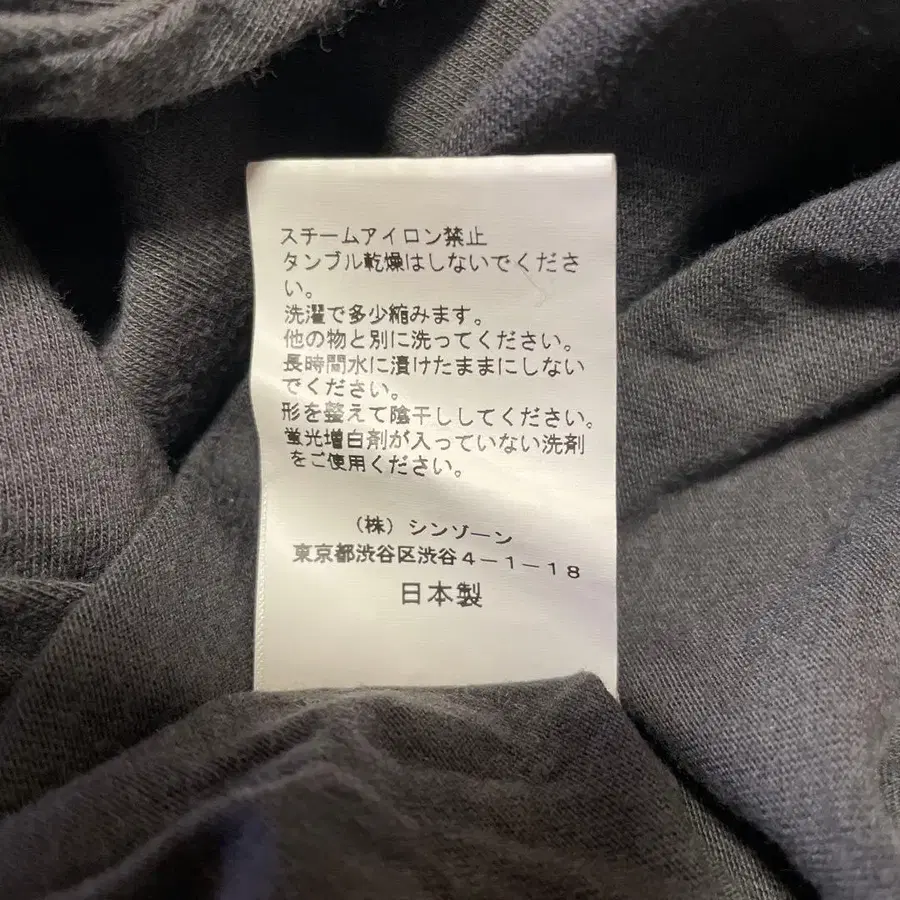 スチームアイロン禁止
タンブル乾燥はしないでくださ
い。
洗濯で多少縮みます。
他の物と別に洗ってください。
長時間水に漬けたままにしない
でください。
形を整えて陰干ししてください。
蛍光増白剤が入っていない洗剤
をご使用ください。
（株）シンゾーン
東京都渋谷区渋谷４－１－１８
日本製